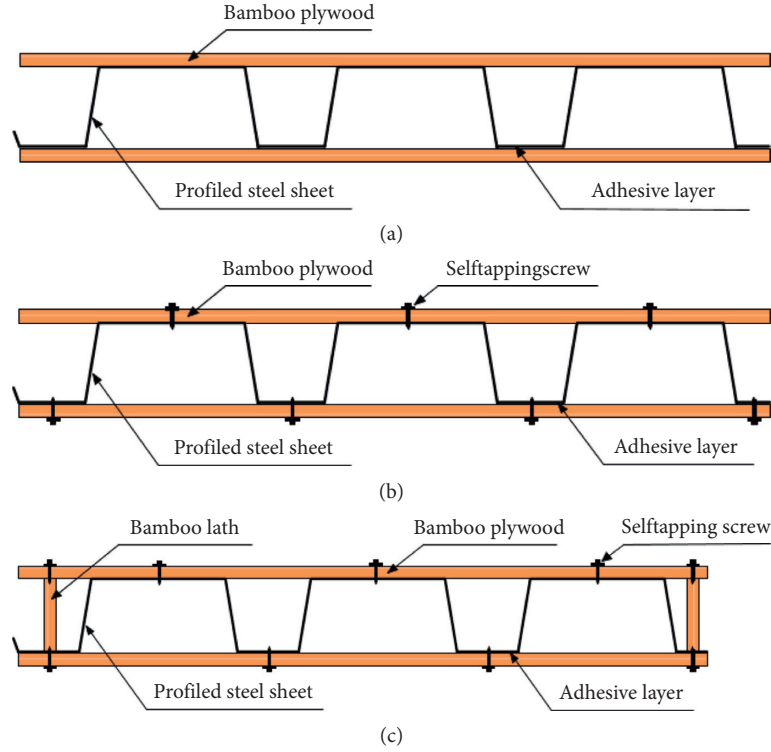 Bamboo plywood
Profiled steel sheet
Adhesive layer
(a)
Bamboo plywood
Selftappingscrew
Profiled steel sheet
Adhesive layer
(b)
Bamboo lath
Bamboo plywood
Selftapping screw
Profiled steel sheet
Adhesive layer
(c)